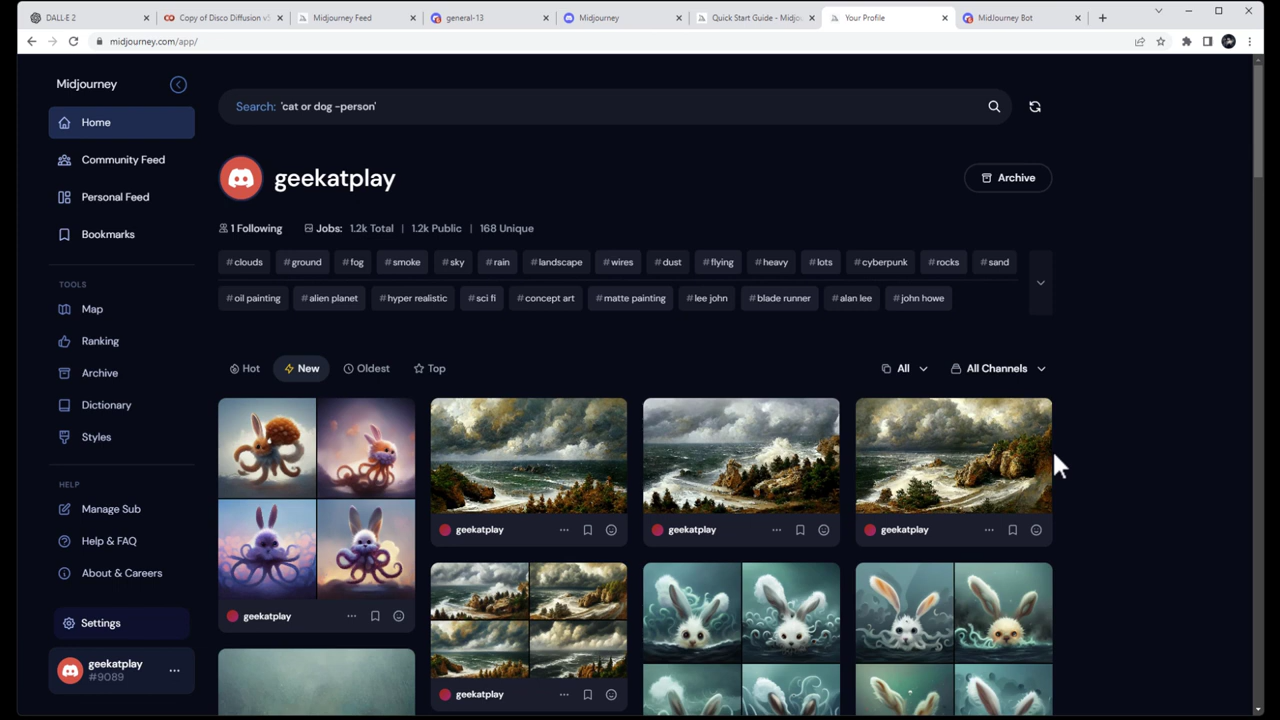 DALL-E 2
Copy of Disco Diffusion v5
Midjourney Feed
general-13
Midjourney
Quick Start Guide - Midjo
Your Profile
MidJourney Bot
midjourney.com/app/
Midjourney
Search: 'cat or dog -person'
Home
Community Feed
Personal Feed
Bookmarks
geekatplay
Archive
1 Following Jobs: 1.2k Total | 1.2k Public | 168 Unique
#clouds #ground #fog #smoke #sky #rain #landscape #wires #dust #flying #heavy #lots #cyberpunk #rocks #sand
#oil painting #alien planet #hyper realistic #sci fi #concept art #matte painting #lee john #blade runner #alan lee #john howe
TOOLS
Map
Ranking
Archive
Dictionary
Styles
Hot New Oldest Top All All Channels
HELP
Manage Sub
Help & FAQ
About & Careers
Settings
geekatplay
#9089
geekatplay
geekatplay
geekatplay
geekatplay
geekatplay